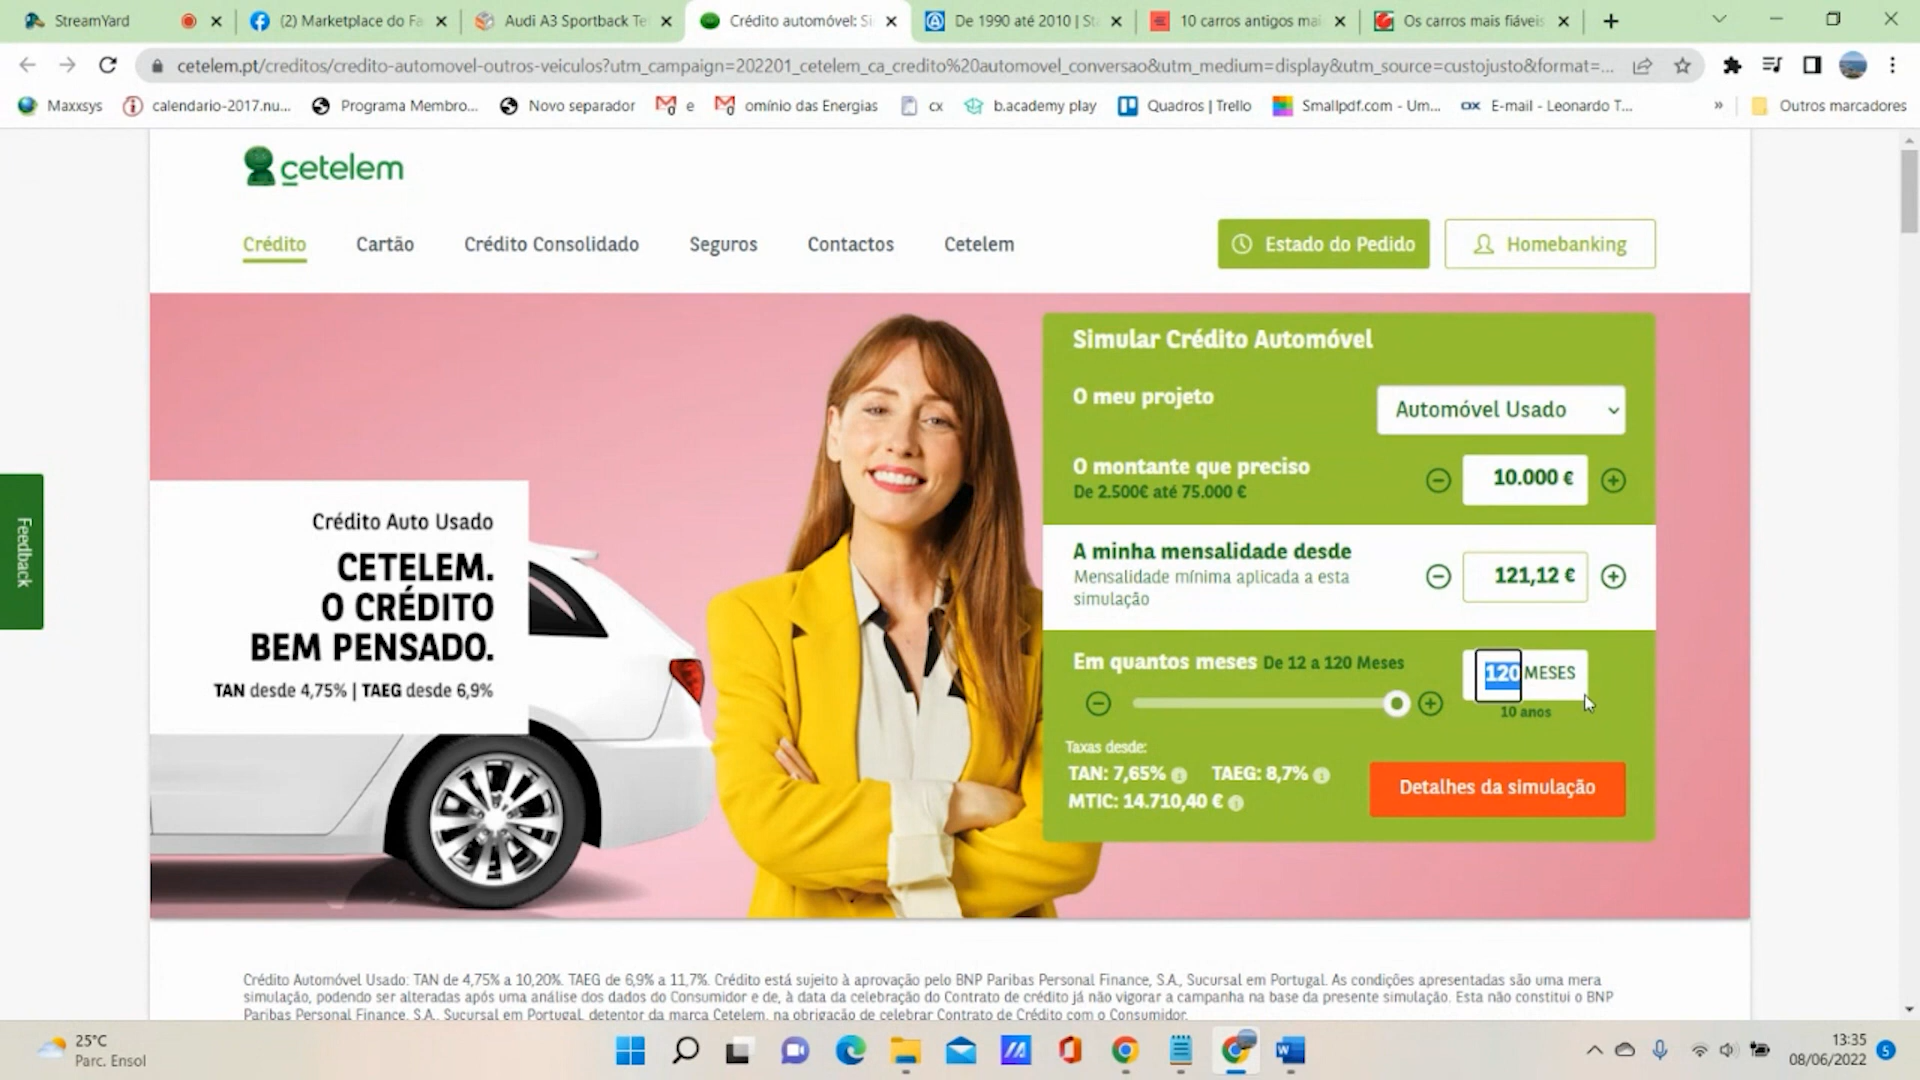 StreamYard
(2) Marketplace do Fa
Audi A3 Sportback Te
Crédito automóvel: Si
De 1990 até 2010 | St
10 carros antigos mai
Os carros mais fiáveis
cetelem.pt/creditos/credito-automovel-outros-veiculos?utm_campaign=202201_cetelem_ca_credito%20automovel_conversao&utm_medium=display&utm_source=custojusto&format=...
Maxxsys
calendario-2017.nu...
Programa Membro...
Novo separador
e
omínio das Energias
cx
b.academy play
Quadros | Trello
Smallpdf.com - Um...
E-mail - Leonardo T...
»
Outros marcadores
cetelem
Crédito
Cartão
Crédito Consolidado
Seguros
Contactos
Cetelem
Estado do Pedido
Homebanking
Feedback
Crédito Auto Usado
CETELEM.
O CRÉDITO
BEM PENSADO.
TAN desde 4,75% | TAEG desde 6,9%
Simular Crédito Automóvel
O meu projeto
Automóvel Usado
O montante que preciso
De 2.500€ até 75.000 €
10.000 €
A minha mensalidade desde
Mensalidade mínima aplicada a esta
simulação
121,12 €
Em quantos meses De 12 a 120 Meses
120 MESES
10 anos
Taxas desde:
TAN: 7,65%
TAEG: 8,7%
MTIC: 14.710,40 €
Detalhes da simulação
Crédito Automóvel Usado: TAN de 4,75% a 10,20%. TAEG de 6,9% a 11,7%. Crédito está sujeito à aprovação pelo BNP Paribas Personal Finance, S.A., Sucursal em Portugal. As condições apresentadas são uma mera
simulação, podendo ser alteradas após uma análise dos dados do Consumidor e de, à data da celebração do Contrato de crédito já não vigorar a campanha na base da presente simulação. Esta não constitui o BNP
Paribas Personal Finance, S.A., Sucursal em Portugal, detentor da marca Cetelem, na obrigação de celebrar Contrato de Crédito com o Consumidor.
25°C
Parc. Ensol
13:35
08/06/2022
5